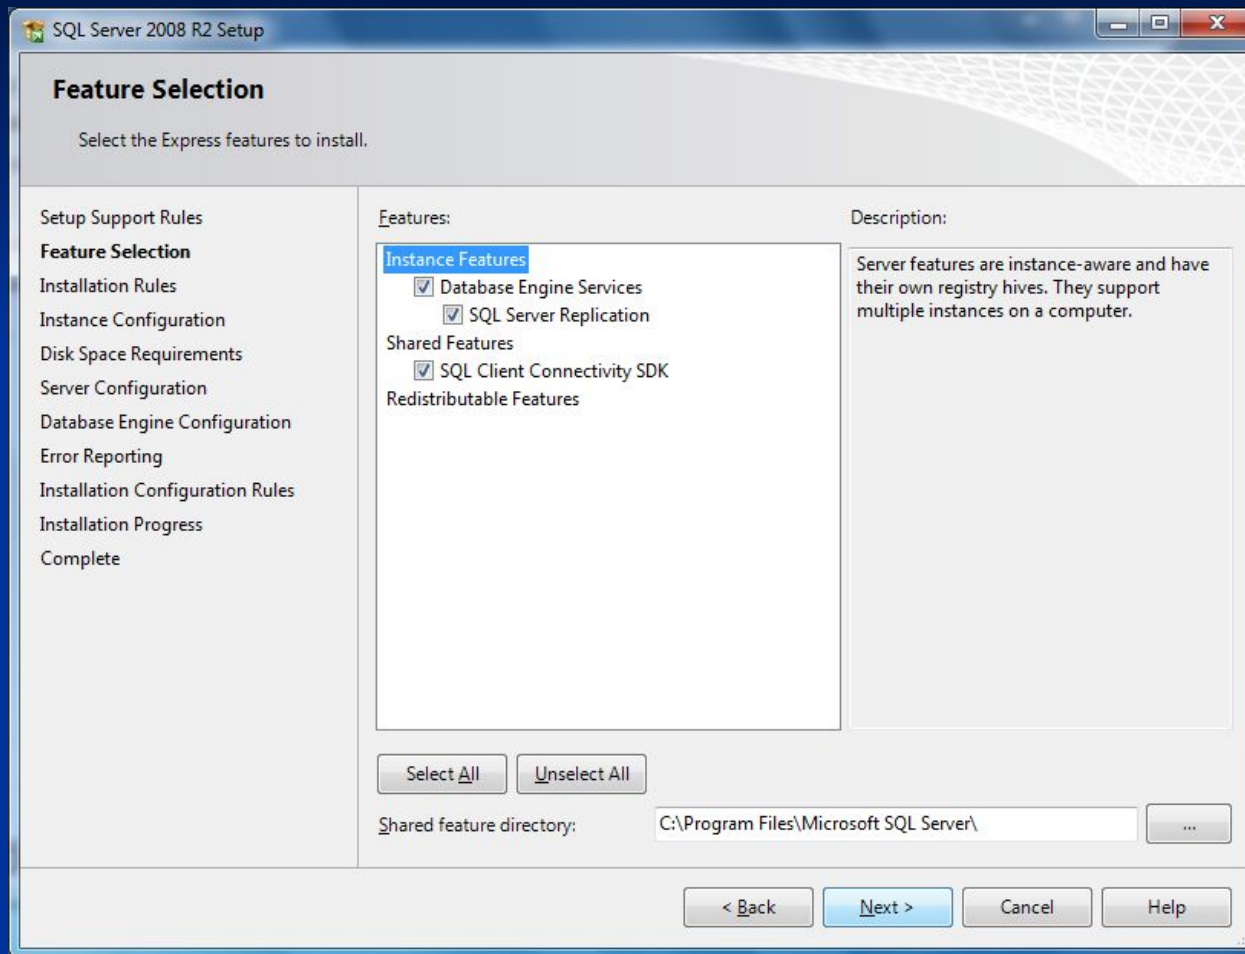 SQL Server 2008 R2 Setup
Feature Selection
Select the Express features to install.
Setup Support Rules
Feature Selection
Installation Rules
Instance Configuration
Disk Space Requirements
Server Configuration
Database Engine Configuration
Error Reporting
Installation Configuration Rules
Installation Progress
Complete
Features:
Instance Features
Database Engine Services
SQL Server Replication
Shared Features
SQL Client Connectivity SDK
Redistributable Features
Description:
Server features are instance-aware and have
their own registry hives. They support
multiple instances on a computer.
Select All
Unselect All
Shared feature directory:
C:\Program Files\Microsoft SQL Server\
...
< Back
Next >
Cancel
Help